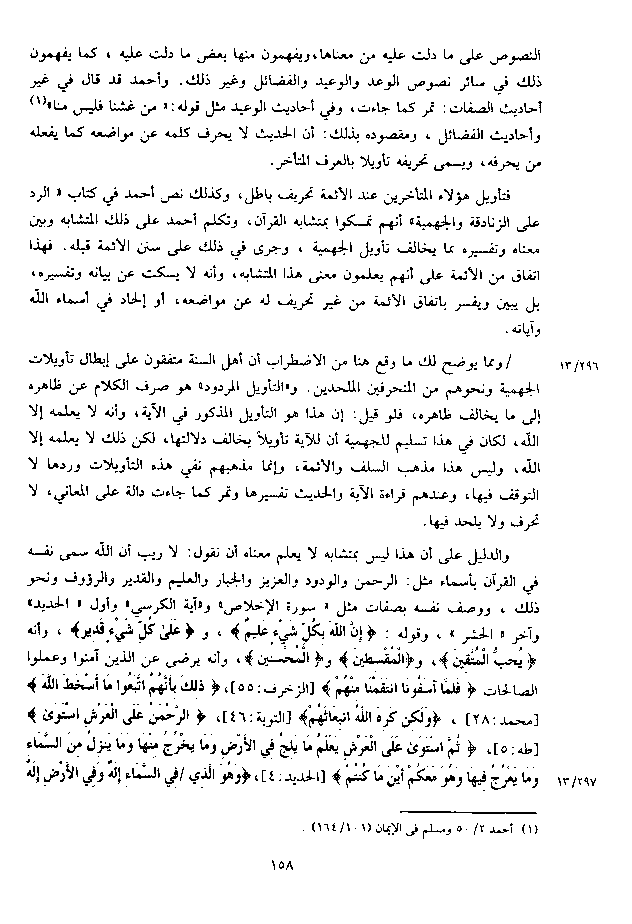 النصوص على ما دلت عليه من معناها، ويفهمون منها بعض ما دلت عليه ، كما يفهمون
ذلك في سائر نصوص الوعد والوعيد والفضائل وغير ذلك. وأحمد قد قال في غير
أحاديث الصفات: تمر كما جاءت، وفي أحاديث الوعيد مثل قوله:« من غشنا فليس منا»(١)
وأحاديث الفضائل ، ومقصوده بذلك: أن الحديث لا يحرف كلمه عن مواضعه كما يفعله
من يحرفه، ويسمى تحريفه تأويلا بالعرف المتأخر.
فتأويل هؤلاء المتأخرين عند الأئمة تحريف باطل، وكذلك نص أحمد في كتاب « الرد
على الزنادقة والجهمية» أنهم تمسكوا بمتشابه القرآن، وتكلم أحمد على ذلك المتشابه وبين
معناه وتفسيره بما يخالف تأويل الجهمية ، وجرى في ذلك على سنن الأئمة قبله. فهذا
اتفاق من الأئمة على أنهم يعلمون معنى هذا المتشابه، وأنه لا يسكت عن بيانه وتفسيره،
بل يبين ويفسر باتفاق الأئمة من غير تحريف له عن مواضعه، أو إلحاد في أسماء الله
وآياته.
١٣/٢٩٦ / ومما يوضح لك ما وقع هنا من الاضطراب أن أهل السنة متفقون على إبطال تأويلات
الجهمية ونحوهم من المنحرفين الملحدين. و«التأويل المردود» هو صرف الكلام عن ظاهره
إلى ما يخالف ظاهره، فلو قيل: إن هذا هو التأويل المذكور في الآية، وأنه لا يعلمه إلا
الله، لكان في هذا تسليم للجهمية أن للآية تأويلاً يخالف دلالتها، لكن ذلك لا يعلمه إلا
الله، وليس هذا مذهب السلف والأئمة، وإنما مذهبهم نفي هذه التأويلات وردها لا
التوقف فيها، وعندهم قراءة الآية والحديث تفسيرها وتمر كما جاءت دالة على المعاني، لا
تحرف ولا يلحد فيها.
والدليل على أن هذا ليس بمتشابه لا يعلم معناه أن نقول: لا ريب أن الله سمى نفسه
في القرآن بأسماء مثل: الرحمن والودود والعزيز والجبار والعليم والقدير والرؤوف ونحو
ذلك ، ووصف نفسه بصفات مثل « سورة الإخلاص» و«آية الكرسي» وأول « الحديد»
وآخر « الحشر » ، وقوله : ﴿ إِنَّ اللَّهَ بِكُلِّ شَيْءٍ عَلِيمٌ ﴾ ، و ﴿ عَلَىٰ كُلِّ شَيْءٍ قَدِيرٌ﴾ ، وأنه
﴿ يُحِبُّ الْمُتَّقِينَ ﴾ ، و﴿الْمُقْسِطِينَ ﴾ و﴿ الْمُحْسِنِينَ ﴾ ، وأنه يرضى عن الذين آمنوا وعملوا
الصالحات ﴿ فَلَمَّا آسَفُونَا انتَقَمْنَا مِنْهُمْ ﴾ [الزخرف:٥٥]، ﴿ ذَلِكَ بِأَنَّهُمُ اتَّبَعُوا مَا أَسْخَطَ اللَّهَ ﴾
[محمد:٢٨] ، ﴿وَلَكِن كَرِهَ اللَّهُ انبِعَاثَهُمْ﴾ [التوبة:٤٦]، ﴿ الرَّحْمَنُ عَلَى الْعَرْشِ اسْتَوَىٰ ﴾
[طه:٥]، ﴿ ثُمَّ اسْتَوَىٰ عَلَى الْعَرْشِ يَعْلَمُ مَا يَلِجُ فِي الْأَرْضِ وَمَا يَخْرُجُ مِنْهَا وَمَا يَنزِلُ مِنَ السَّمَاءِ
١٣/٢٩٧ وَمَا يَعْرُجُ فِيهَا وَهُوَ مَعَكُمْ أَيْنَ مَا كُنتُمْ ﴾ [الحديد:٤]،﴿وَهُوَ الَّذِي /فِي السَّمَاءِ إِلَهٌ وَفِي الْأَرْضِ إِلَهٌ
(١) أحمد ٢/ ٥٠ ومسلم فى الإيمان (١٠١/ ١٦٤) .
١٥٨